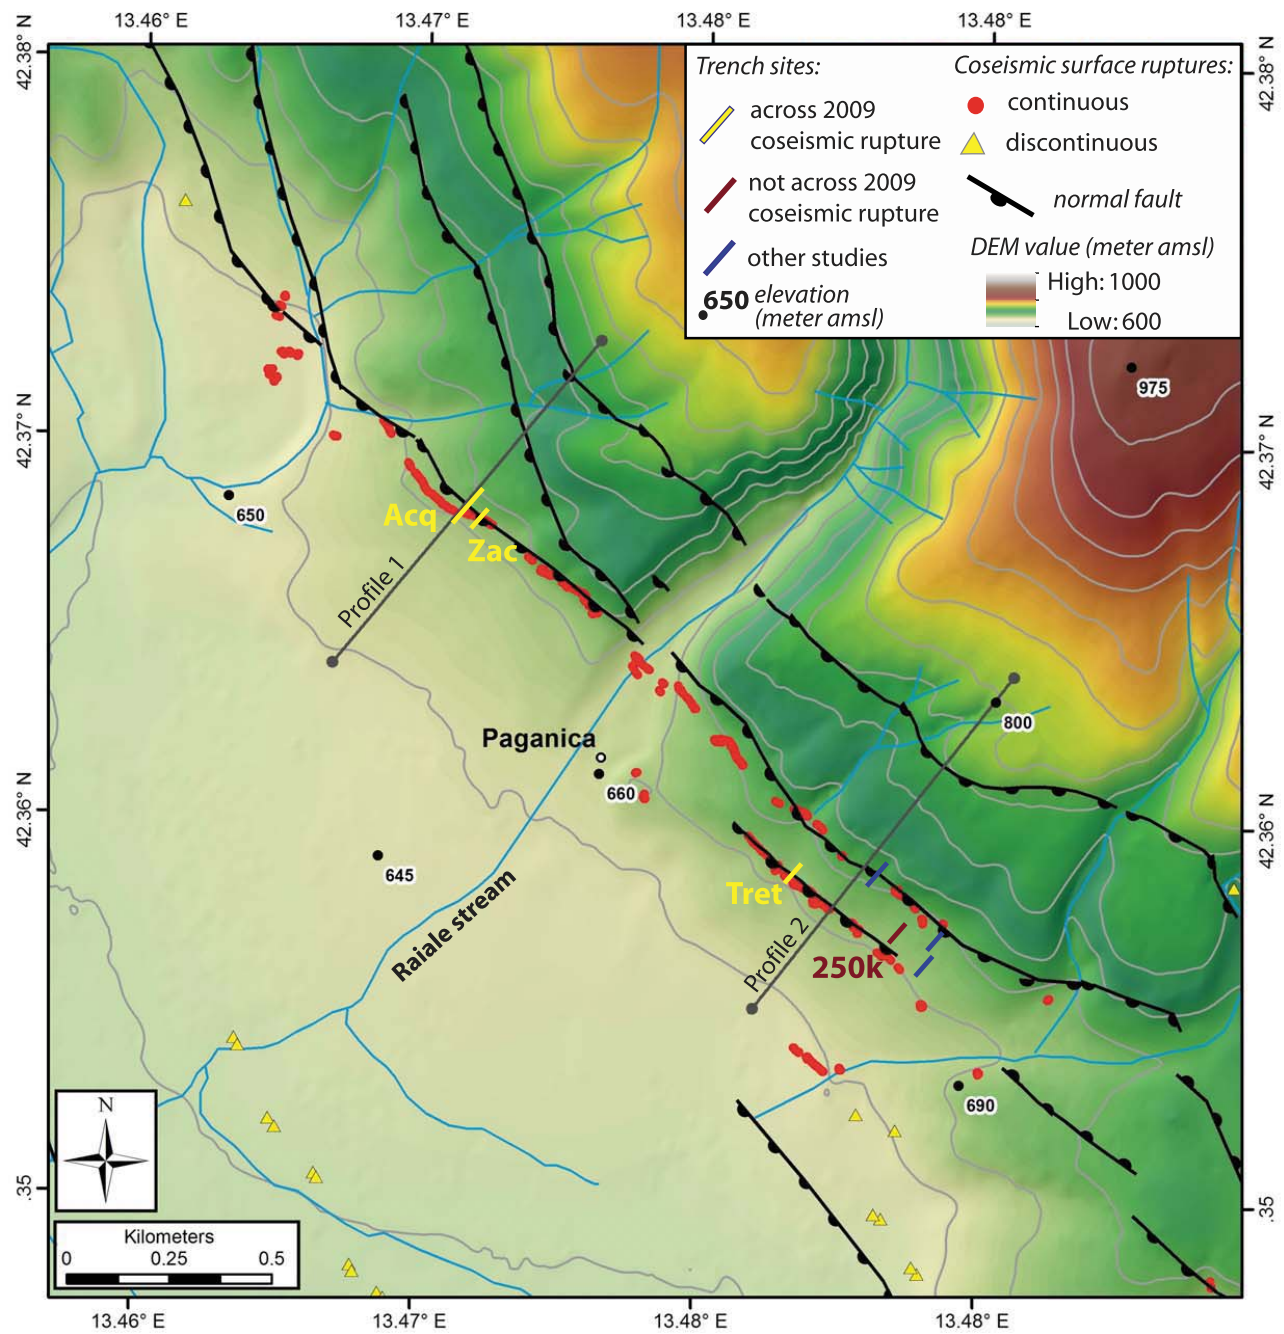 13.46° E
13.47° E
13.48° E
13.48° E
42.38° N
42.38° N
Trench sites:
across 2009
coseismic rupture
not across 2009
coseismic rupture
other studies
650 elevation
(meter amsl)
Coseismic surface ruptures:
continuous
discontinuous
normal fault
DEM value (meter amsl)
High: 1000
Low: 600
975
42.37° N
42.37° N
650
Acq
Zac
Profile 1
800
Paganica
660
42.36° N
42.36° N
645
Tret
Raiale stream
Profile 2
250k
690
N
.35
.35
Kilometers
0 0.25 0.5
13.46° E
13.47° E
13.48° E
13.48° E